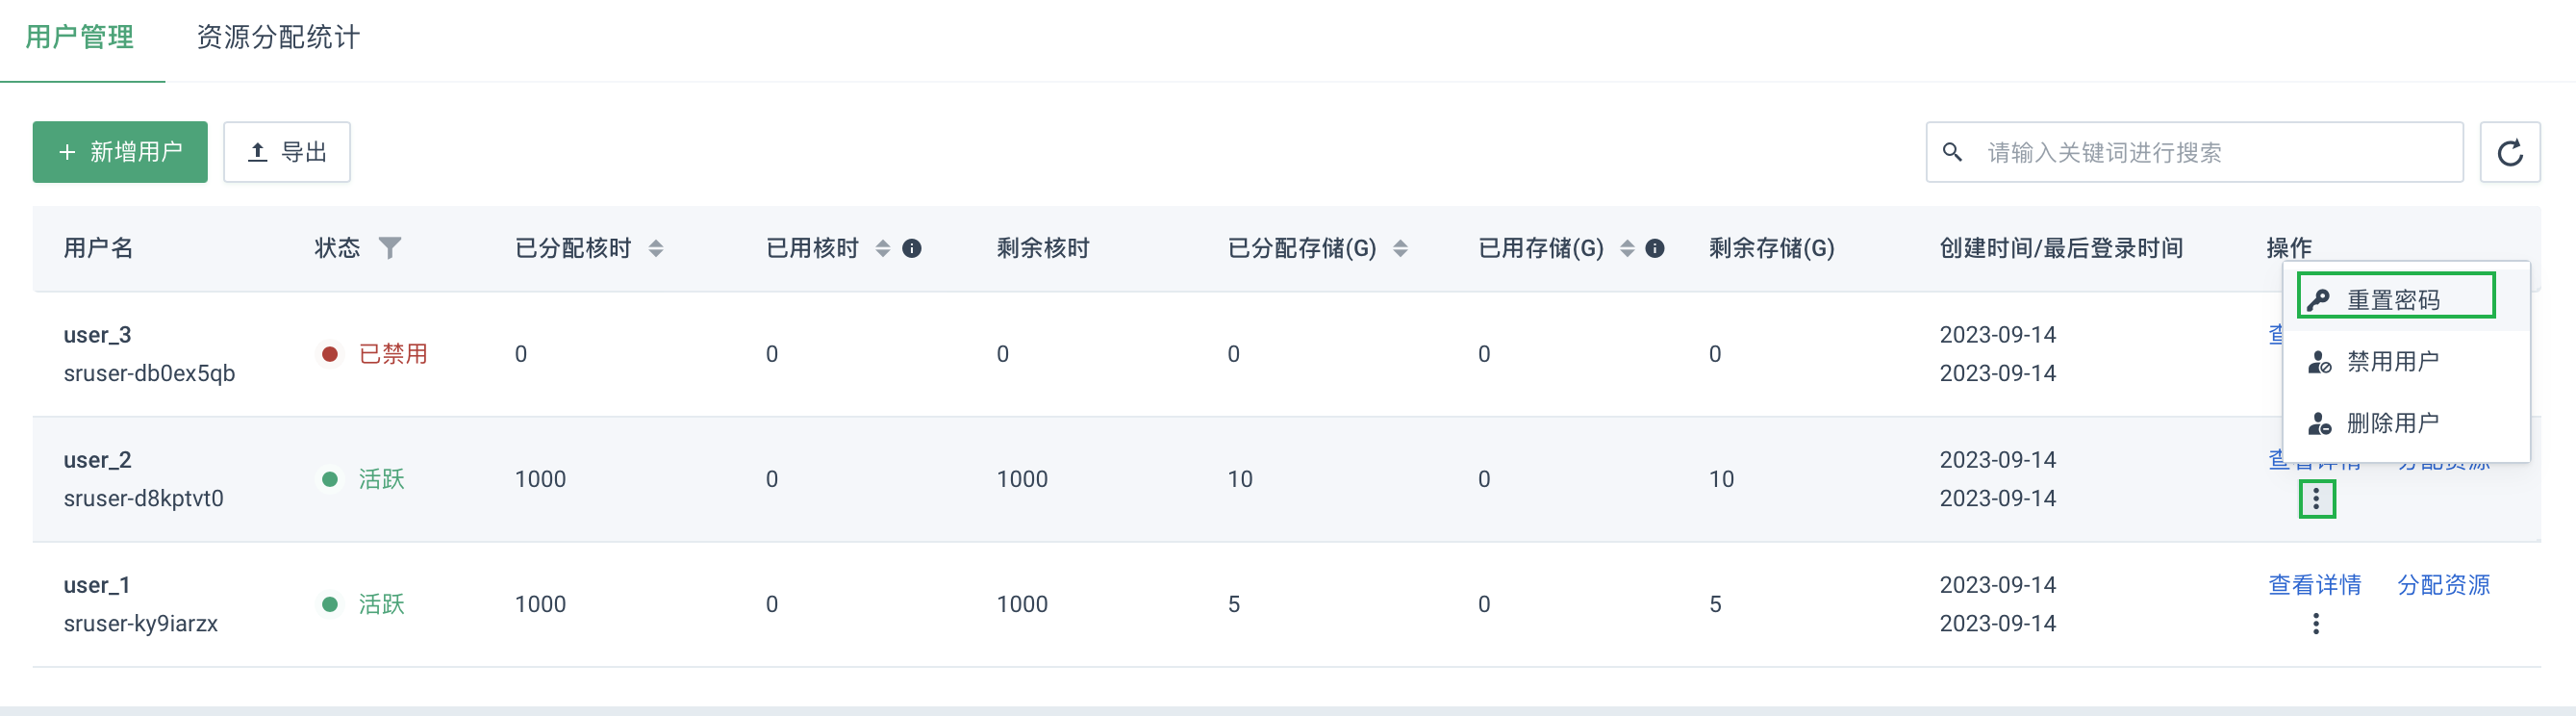 用户管理 资源分配统计
新增用户 导出 请输入关键词进行搜索
用户名 状态 已分配核时 已用核时 剩余核时 已分配存储(G) 已用存储(G) 剩余存储(G) 创建时间/最后登录时间 操作
重置密码
禁用用户
删除用户
user_3
sruser-db0ex5qb
已禁用 0 0 0 0 0 0
2023-09-14
2023-09-14
user_2
sruser-d8kptvt0
活跃 1000 0 1000 10 0 10
2023-09-14
2023-09-14
user_1
sruser-ky9iarzx
活跃 1000 0 1000 5 0 5
2023-09-14
2023-09-14
查看详情 分配资源